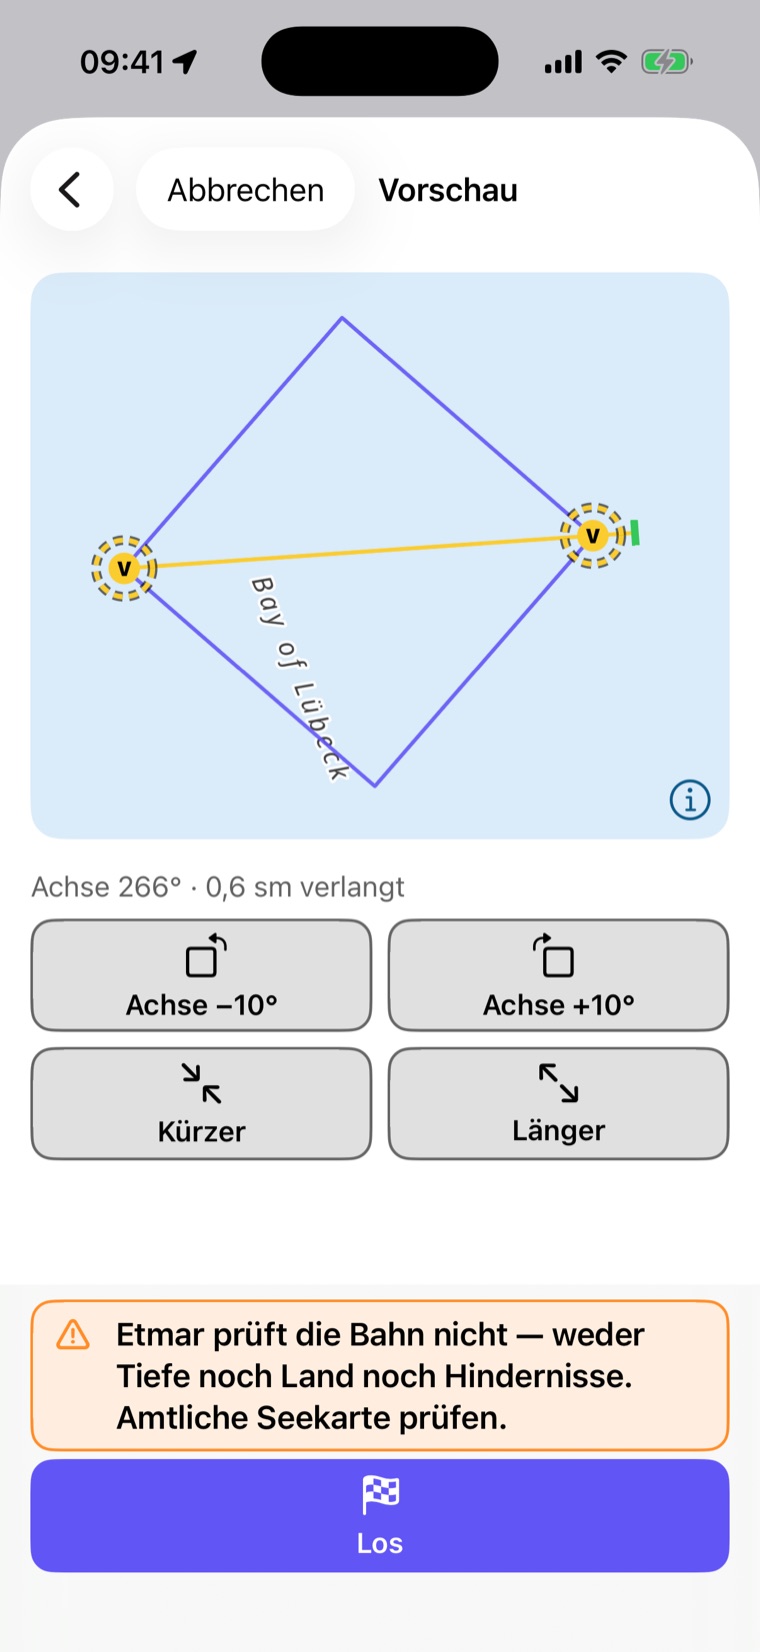 09:41
Abbrechen
Vorschau
V
V
Bay of Lübeck
Achse 266° · 0,6 sm verlangt
Achse –10°
Achse +10°
Kürzer
Länger
Etmar prüft die Bahn nicht — weder
Tiefe noch Land noch Hindernisse.
Amtliche Seekarte prüfen.
Los